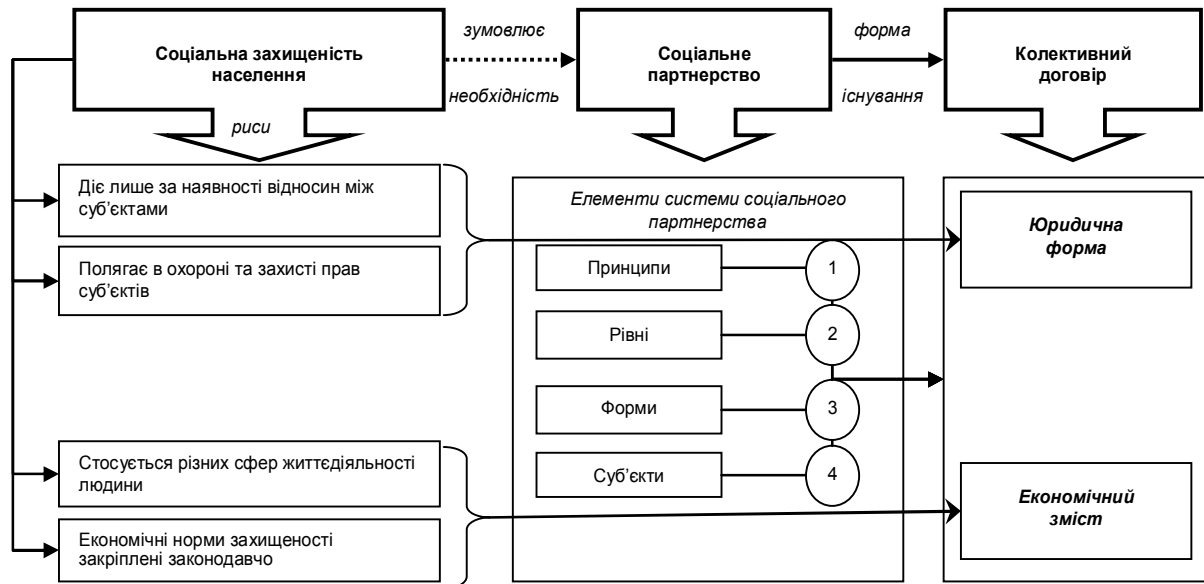 Соціальна захищеність
населення
зумовлює
необхідність
Соціальне
партнерство
форма
існування
Колективний
договір
риси
Діє лише за наявності відносин між
суб’єктами
Полягає в охороні та захисті прав
суб’єктів
Стосується різних сфер життєдіяльності
людини
Економічні норми захищеності
закріплені законодавчо
Елементи системи соціального
партнерства
Принципи
1
Рівні
2
Форми
3
Суб’єкти
4
Юридична
форма
Економічний
зміст